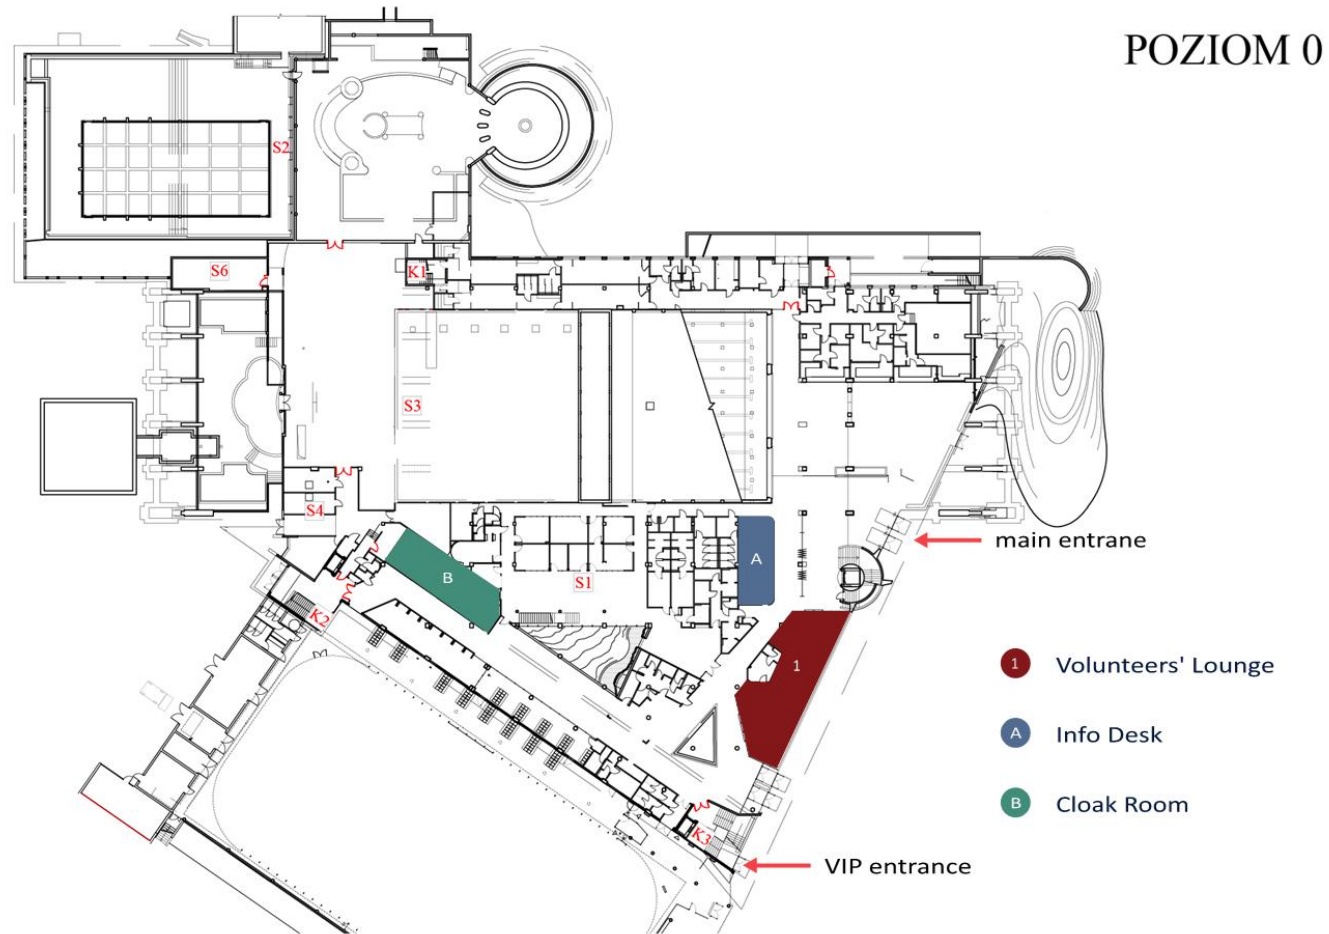 POZIOM 0
S2
S6
K1
S3
S4
A
main entrane
B
S1
K2
1
1 Volunteers' Lounge
A Info Desk
B Cloak Room
K3
VIP entrance